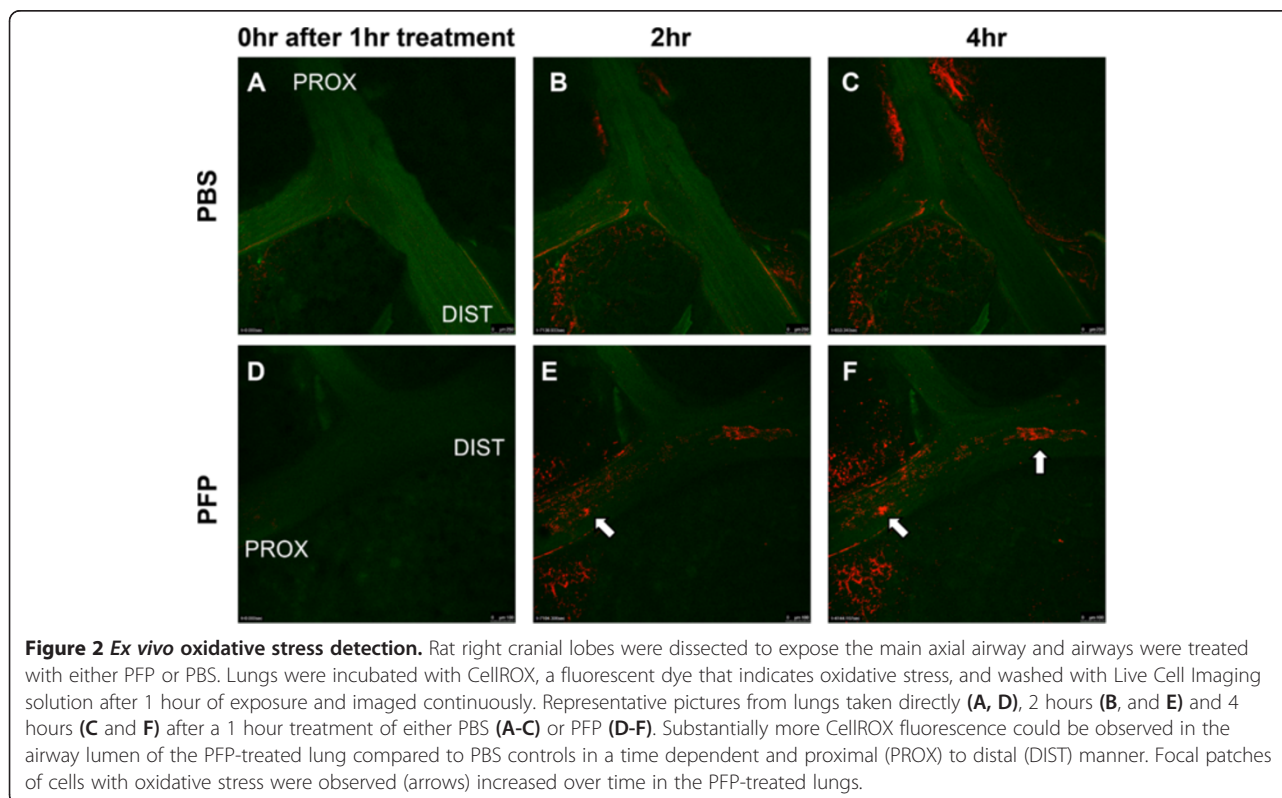 0hr after 1hr treatment 2hr 4hr
PBS
A PROX DIST
B
C
PFP
D PROX DIST
E
F
Figure 2 Ex vivo oxidative stress detection. Rat right cranial lobes were dissected to expose the main axial airway and airways were treated
with either PFP or PBS. Lungs were incubated with CellROX, a fluorescent dye that indicates oxidative stress, and washed with Live Cell Imaging
solution after 1 hour of exposure and imaged continuously. Representative pictures from lungs taken directly (A, D), 2 hours (B, and E) and 4
hours (C and F) after a 1 hour treatment of either PBS (A-C) or PFP (D-F). Substantially more CellROX fluorescence could be observed in the
airway lumen of the PFP-treated lung compared to PBS controls in a time dependent and proximal (PROX) to distal (DIST) manner. Focal patches
of cells with oxidative stress were observed (arrows) increased over time in the PFP-treated lungs.